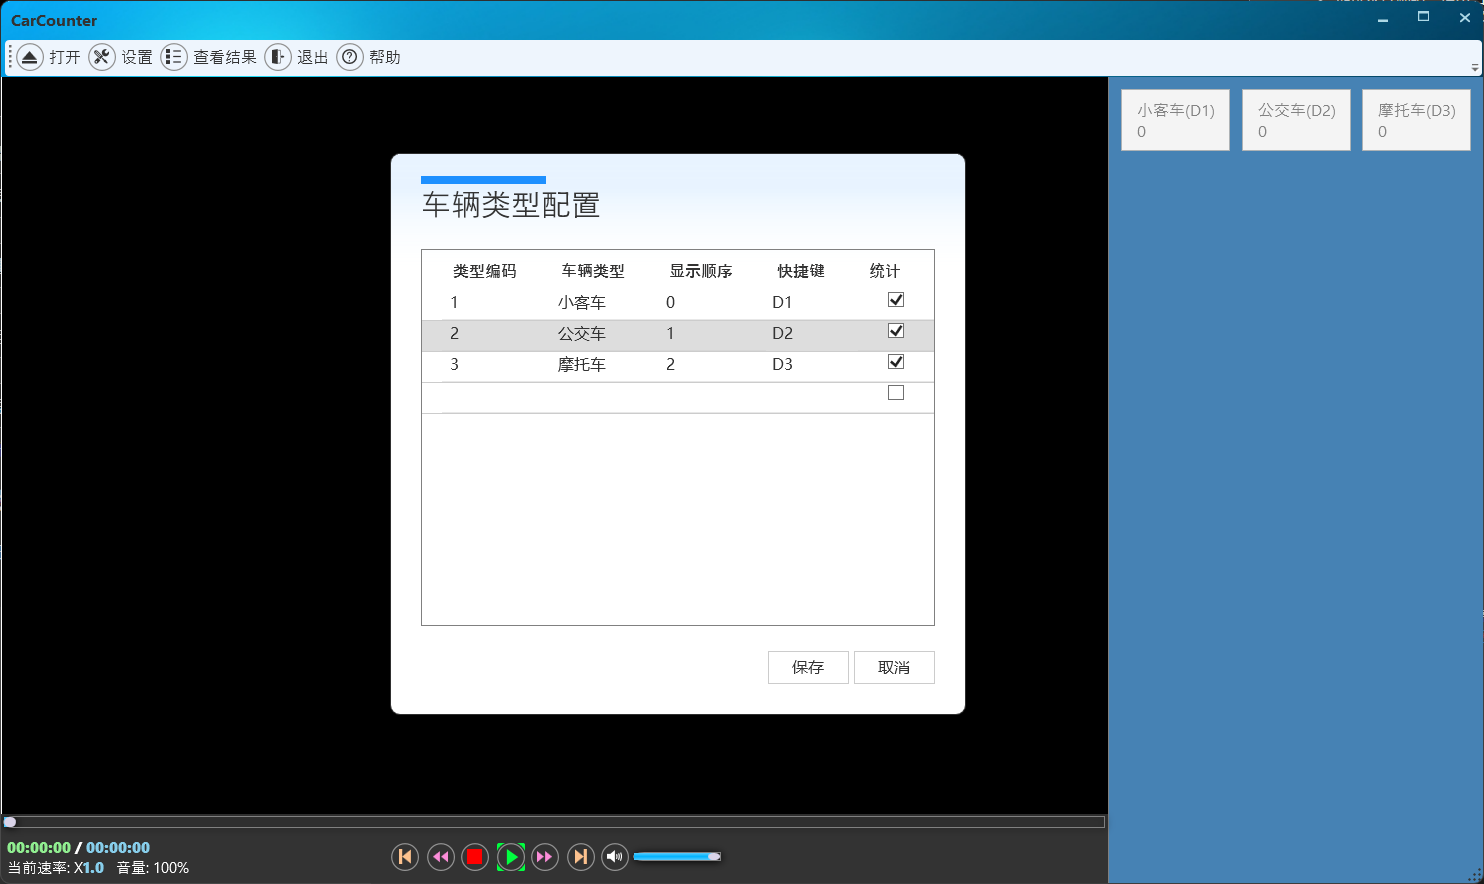 CarCounter
打开 设置 查看结果 退出 帮助
小客车(D1) 公交车(D2) 摩托车(D3)
0 0 0
车辆类型配置
类型编码 车辆类型 显示顺序 快捷键 统计
1 小客车 0 D1
2 公交车 1 D2
3 摩托车 2 D3
保存 取消
00:00:00 / 00:00:00
当前速率: X1.0 音量: 100%